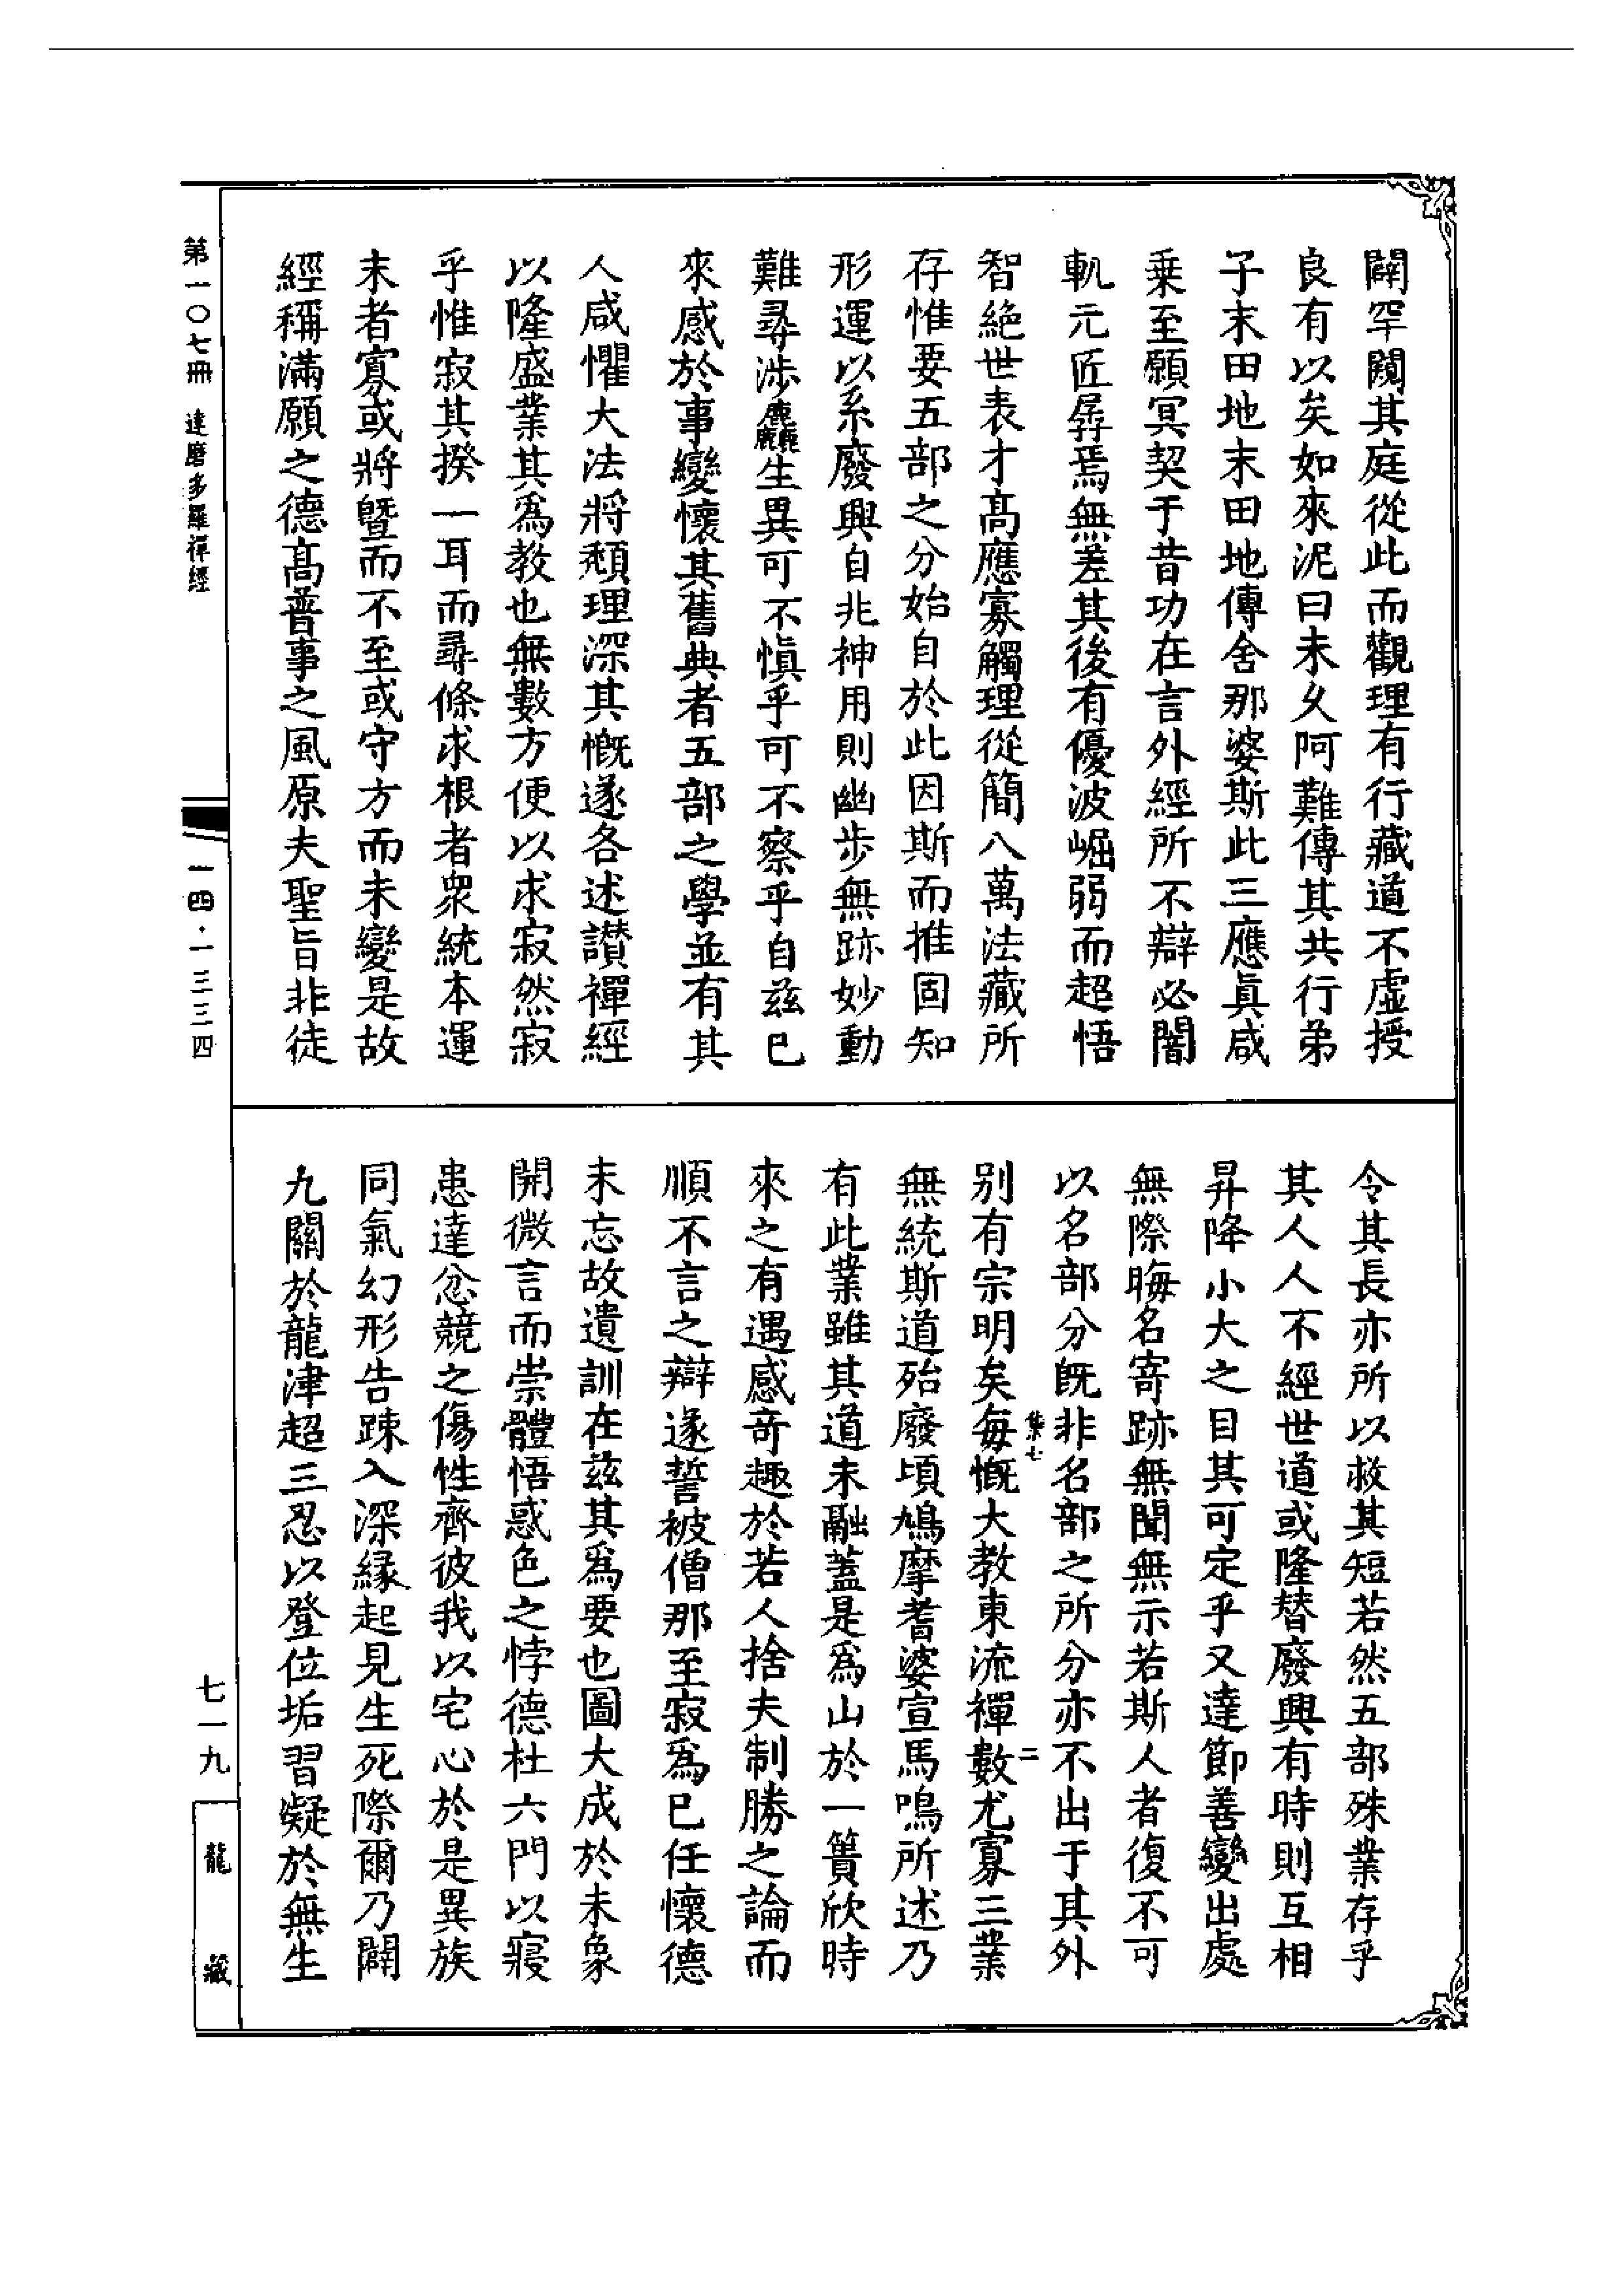 闢罕闚其庭從此而觀理有行藏道不虛授
良有以矣如來泥曰未久阿難傳其共行弟
子末田地末田地傳舍那婆斯此三應真咸
乗至願冥契于昔功在言外經所不辯必闇
軌元匠孱焉無差其後有優波崛弱而超悟
智絶世表才髙應寡觸理從簡八萬法藏所
存惟要五部之分始自於此因斯而推固知
形運以系廢興自非神用則幽步無跡妙動
難尋涉麤生異可不慎乎可不察乎自兹已
來感於事變懷其舊典者五部之學並有其
人咸懼大法將頹理深其慨遂各述讃禪經
以隆盛業其爲教也無數方便以求寂然寂
乎惟寂其揆一耳而尋條求根者衆統本運
末者寡或將曁而不至或守方而未變是故
經稱滿願之德髙普事之風原夫聖旨非徒
令其長亦所以救其短若然五部殊業存乎
其人人不經世道或隆替廢興有時則互相
昇降小大之目其可定乎又達節善變出處
無際晦名寄跡無聞無示若斯人者復不可
以名部分旣非名部之所分亦不出于其外
别有宗明矣每慨大教東流禪數尤寡三業
無統斯道殆廢頃鳩摩耆婆宣馬鳴所述乃
有此業雖其道未融蓋是爲山於一簣欣時
來之有遇感奇趣於若人捨夫制勝之論而
順不言之辯遂誓被僧那至寂爲已任懷德
未忘故遺訓在兹其爲要也圖大成於未象
開微言而崇體悟惑色之悖德杜六門以寢
患達忿競之傷性齊彼我以宅心於是異族
同氣幻形告踈入深緣起見生死際爾乃闢
九關於龍津超三忍以登位垢習凝於無生
集七
二
第一〇七冊 達磨多羅禪經
一四·一三三四
七一九
龍藏